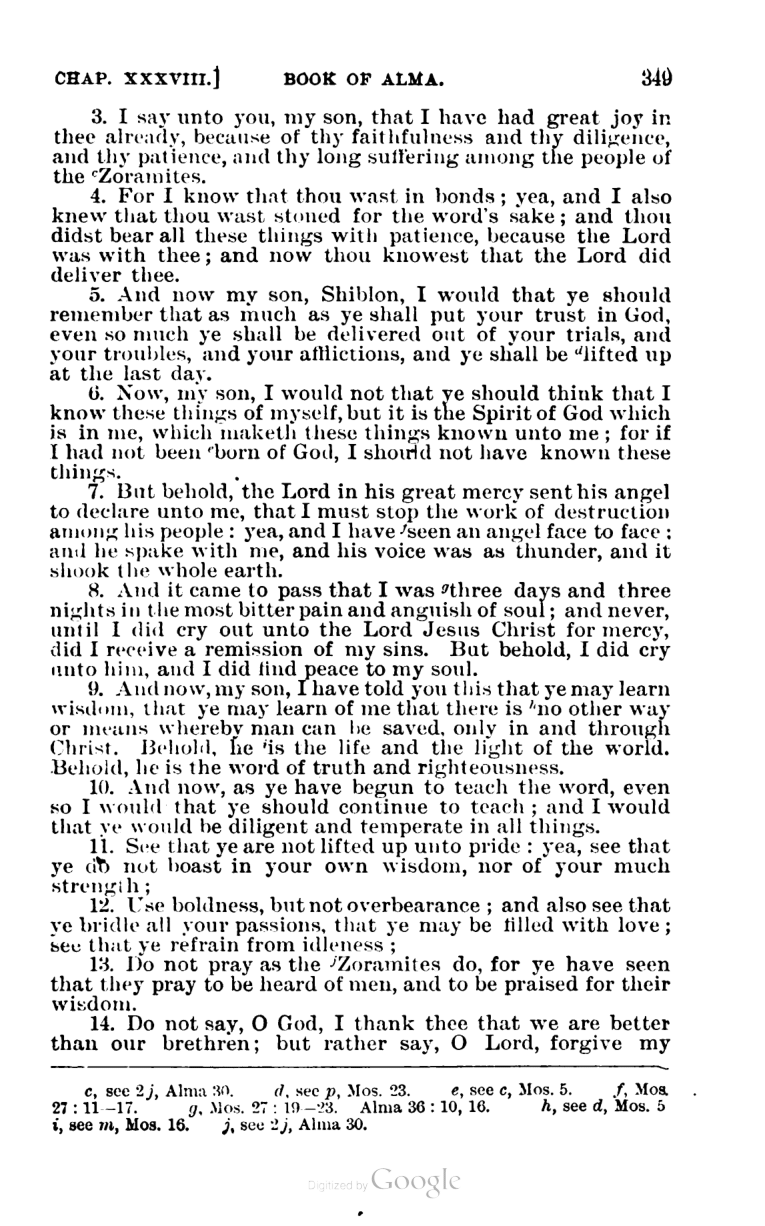 CHAP. XXXVIII.] BOOK OF ALMA. 349
3. I say unto you, my son, that I have had great joy in
thee already, because of thy faithfulness and thy diligence,
and thy patience, and thy long suffering among the people of
the cZoramites.
4. For I know that thou wast in bonds; yea, and I also
knew that thou wast stoned for the word's sake; and thou
didst bear all these things with patience, because the Lord
was with thee; and now thou knowest that the Lord did
deliver thee.
5. And now my son, Shiblon, I would that ye should
remember that as much as ye shall put your trust in God,
even so much ye shall be delivered out of your trials, and
your troubles, and your afflictions, and ye shall be dlifted up
at the last day.
6. Now, my son, I would not that ye should think that I
know these things of myself, but it is the Spirit of God which
is in me, which maketh these things known unto me; for if
I had not been eborn of God, I should not have known these
things.
7. But behold, the Lord in his great mercy sent his angel
to declare unto me, that I must stop the work of destruction
among his people: yea, and I have fseen an angel face to face;
and he spake with me, and his voice was as thunder, and it
shook the whole earth.
8. And it came to pass that I was gthree days and three
nights in the most bitter pain and anguish of soul; and never,
until I did cry out unto the Lord Jesus Christ for mercy,
did I receive a remission of my sins. But behold, I did cry
unto him, and I did find peace to my soul.
9. And now, my son, I have told you this that ye may learn
wisdom, that ye may learn of me that there is hno other way
or means whereby man can be saved, only in and through
Christ. Behold, he iis the life and the light of the world.
Behold, he is the word of truth and righteousness.
10. And now, as ye have begun to teach the word, even
so I would that ye should continue to teach; and I would
that ye would be diligent and temperate in all things.
11. See that ye are not lifted up unto pride: yea, see that
ye do not boast in your own wisdom, nor of your much
strength;
12. Use boldness, but not overbearance; and also see that
ye bridle all your passions, that ye may be filled with love;
see that ye refrain from idleness;
13. Do not pray as the jZoramites do, for ye have seen
that they pray to be heard of men, and to be praised for their
wisdom.
14. Do not say, O God, I thank thee that we are better
than our brethren; but rather say, O Lord, forgive my
c, see 2j, Alma 30. d, see p, Mos. 23. e, see c, Mos. 5. f, Mos.
27:11—17. g, Mos. 27:19—23. Alma 36:10, 16. h, see d, Mos. 5
i, see m, Mos. 16. j, see 2j, Alma 30.
Digitized by Google